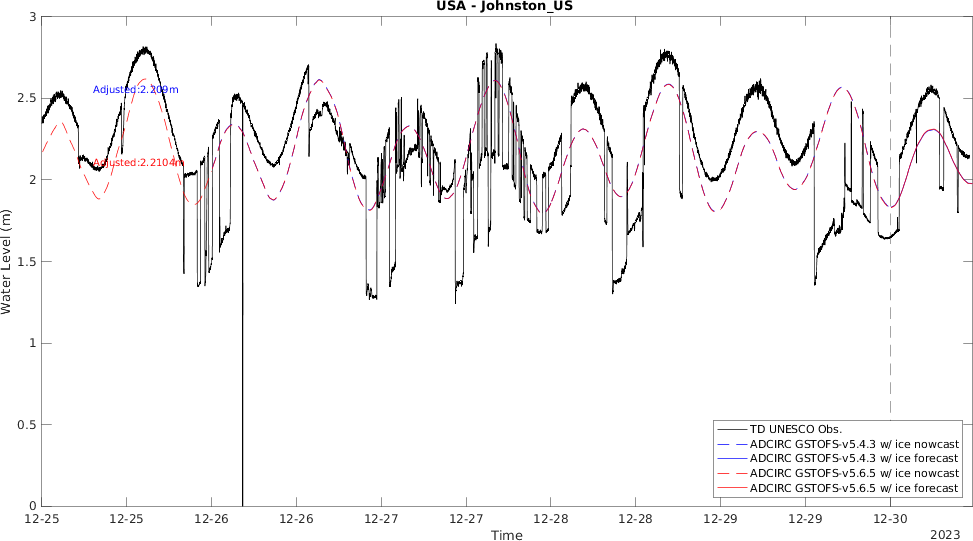 USA - Johnston_US
Water Level (m)
3
2.5
2
1.5
1
0.5
0
Adjusted:2.209m
Adjusted:2.2104m
TD UNESCO Obs.
ADCIRC GSTOFS-v5.4.3 w/ ice nowcast
ADCIRC GSTOFS-v5.4.3 w/ ice forecast
ADCIRC GSTOFS-v5.6.5 w/ ice nowcast
ADCIRC GSTOFS-v5.6.5 w/ ice forecast
12-25 12-25 12-26 12-26 12-27 12-27 12-28 12-28 12-29 12-29 12-30
Time
2023